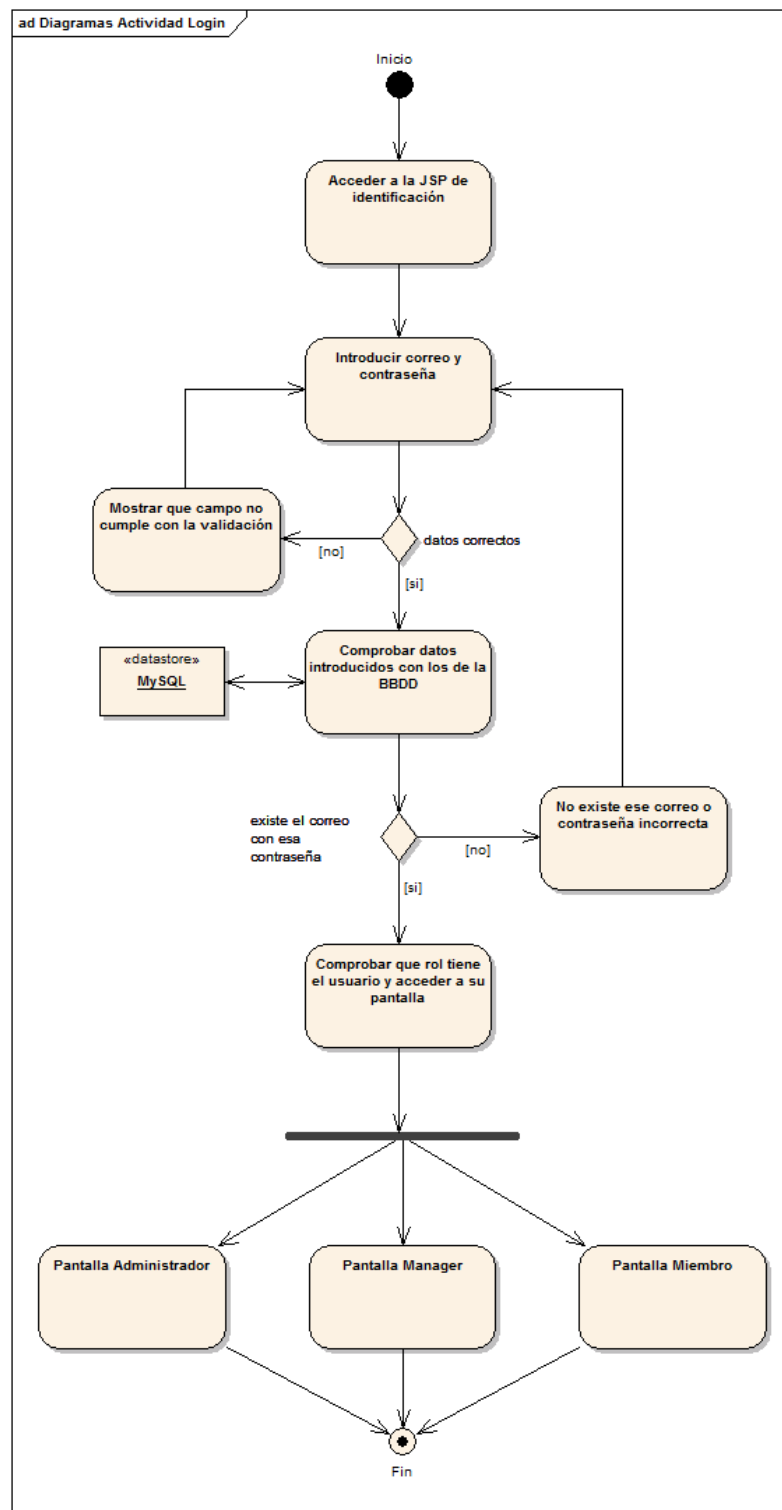 ad Diagramas Actividad Login
Inicio
Acceder a la JSP de
identificación
Introducir correo y
contraseña
Mostrar que campo no
cumple con la validación
[no]
datos correctos
[si]
«datastore»
MySQL
Comprobar datos
introducidos con los de la
BBDD
existe el correo
con esa
contraseña
[no]
No existe ese correo o
contraseña incorrecta
[si]
Comprobar que rol tiene
el usuario y acceder a su
pantalla
Pantalla Administrador
Pantalla Manager
Pantalla Miembro
Fin